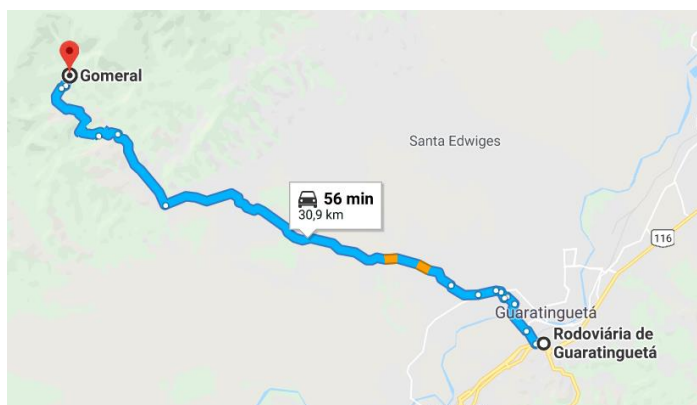 Gomeral
Santa Edwiges
56 min
30,9 km
116
Guaratinguetá
Rodoviária de
Guaratinguetá